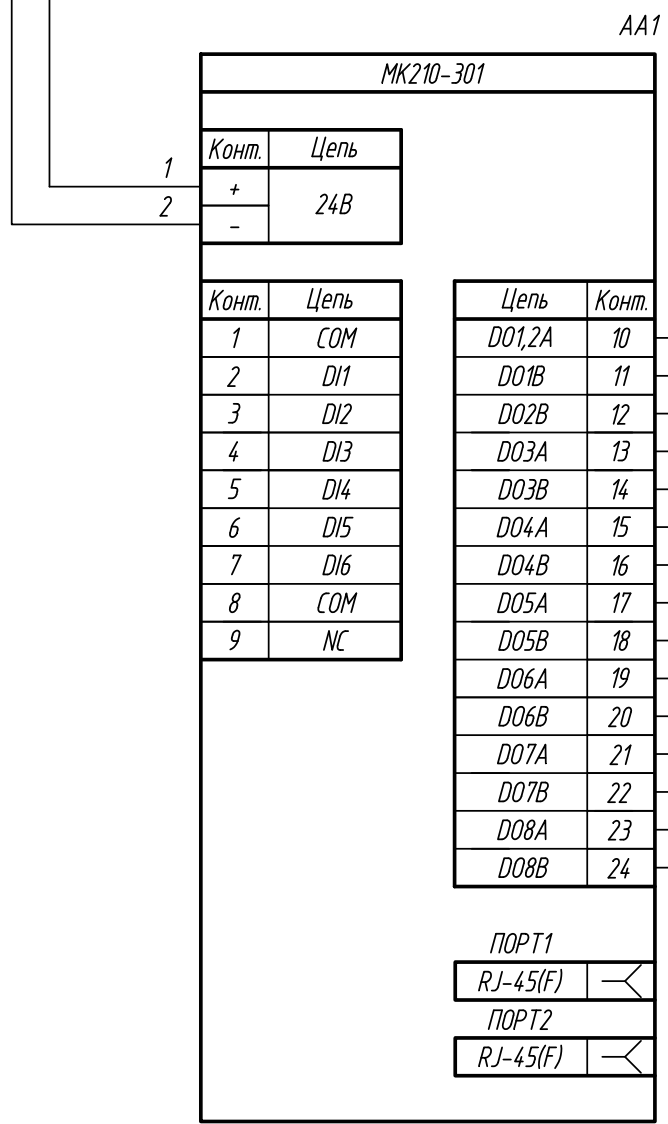 АА1
МК210-301
Конт. Цепь
1 + 24В
2 -
Конт. Цепь
1 COM
2 DI1
3 DI2
4 DI3
5 DI4
6 DI5
7 DI6
8 COM
9 NC
Цепь Конт.
DO1,2A 10
DO1B 11
DO2B 12
DO3A 13
DO3B 14
DO4A 15
DO4B 16
DO5A 17
DO5B 18
DO6A 19
DO6B 20
DO7A 21
DO7B 22
DO8A 23
DO8B 24
ПОРТ1
RJ-45(F)
ПОРТ2
RJ-45(F)